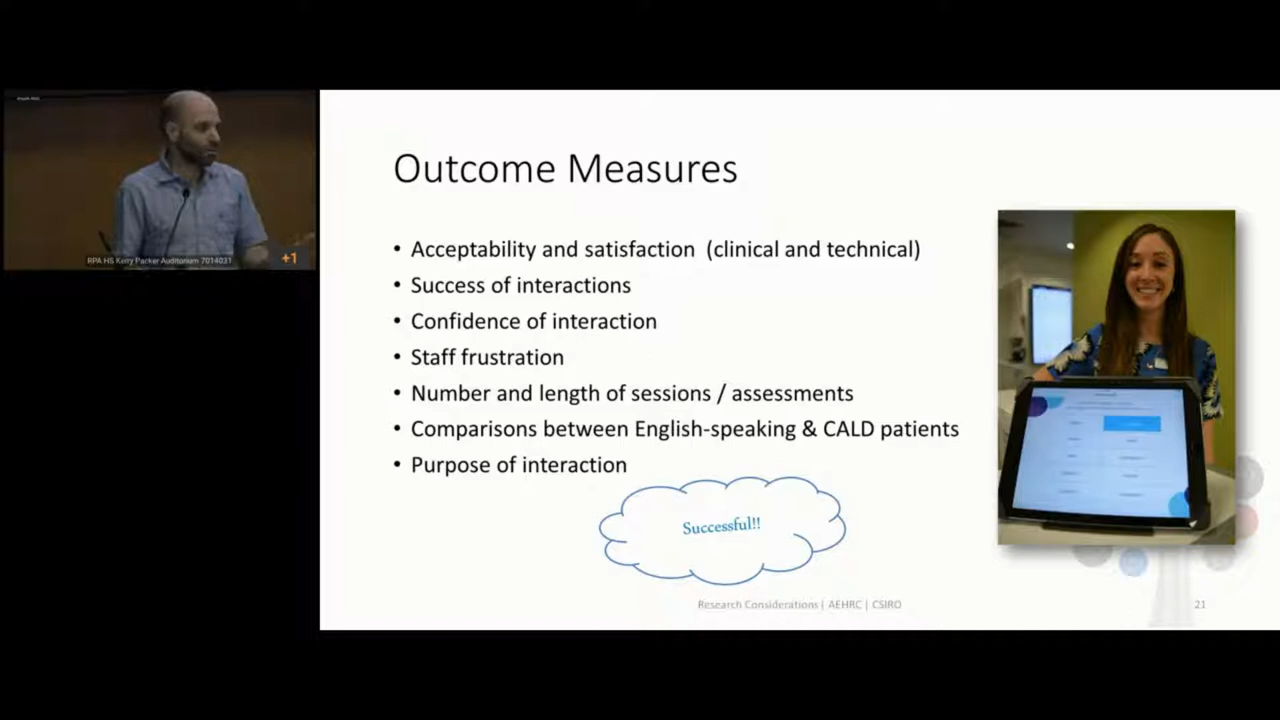 RPA HS Kerry Packer Auditorium 7014031
+1
Outcome Measures
• Acceptability and satisfaction (clinical and technical)
• Success of interactions
• Confidence of interaction
• Staff frustration
• Number and length of sessions / assessments
• Comparisons between English-speaking & CALD patients
• Purpose of interaction
Successful!!
Research Considerations | AEHRC | CSIRO
21